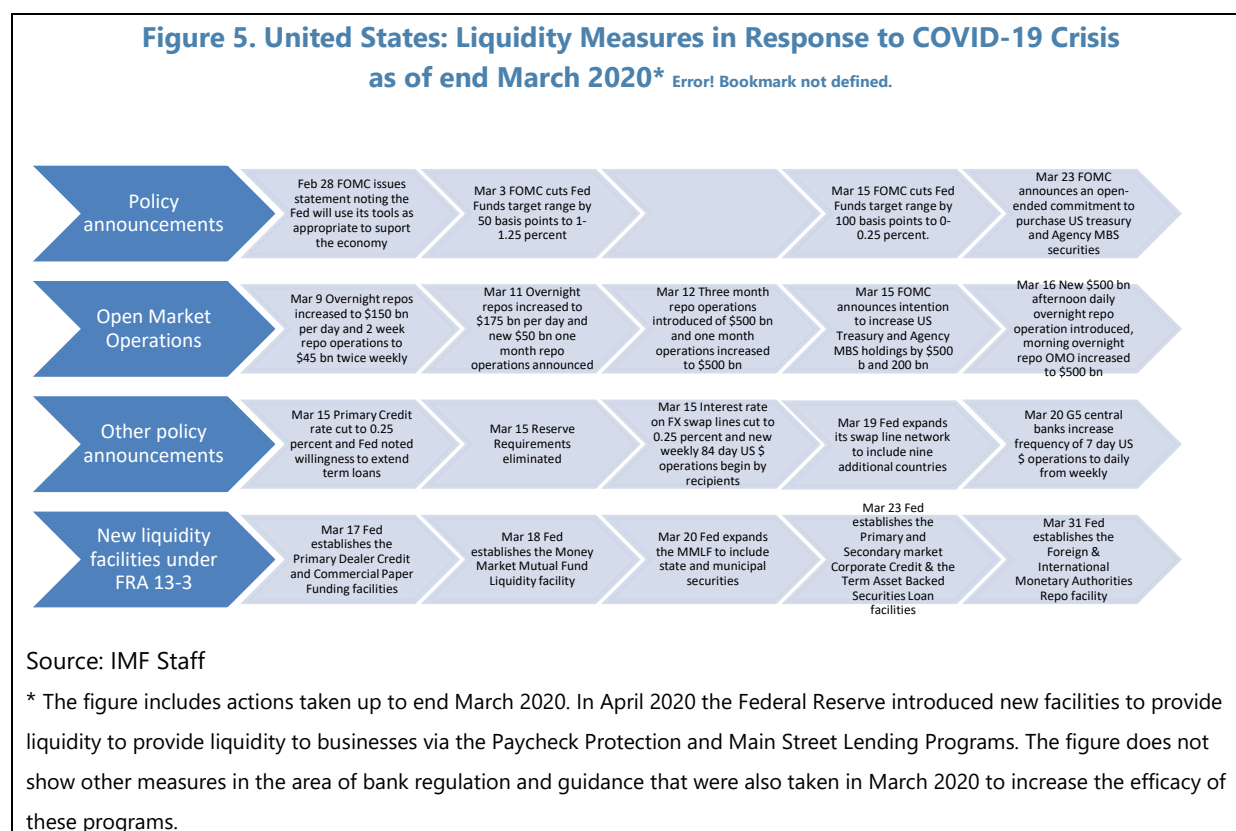 Figure 5. United States: Liquidity Measures in Response to COVID-19 Crisis
as of end March 2020* Error! Bookmark not defined.
Policy
announcements
Feb 28 FOMC issues
statement noting the
Fed will use its tools as
appropriate to suport the
economy
Mar 3 FOMC cuts Fed
Funds target range by
50 basis points to 1-
1.25 percent
Mar 15 FOMC cuts Fed
Funds target range by
100 basis points to 0-
0.25 percent.
Mar 23 FOMC
announces an open-
ended commitment to
purchase US treasury
and Agency MBS
securities
Open Market
Operations
Mar 9 Overnight repos
increased to $150 bn
per day and 2 week
repo operations to
$45 bn twice weekly
Mar 11 Overnight
repos increased to
$175 bn per day and
new $50 bn one
month repo
operations announced
Mar 12 Three month
repo operations
introduced of $500 bn
and one month
operations increased
to $500 bn
Mar 15 FOMC
announces intention
to increase US
Treasury and Agency
MBS holdings by $500
b and 200 bn
Mar 16 New $500 bn
afternoon daily
overnight repo
operation introduced,
morning overnight
repo OMO increased
to $500 bn
Other policy
announcements
Mar 15 Primary Credit
rate cut to 0.25
percent and Fed noted
willingness to extend
term loans
Mar 15 Reserve
Requirements
eliminated
Mar 15 Interest rate
on FX swap lines cut to
0.25 percent and new
weekly 84 day US $
operations begin by
recipients
Mar 19 Fed expands
its swap line network
to include nine
additional countries
Mar 20 G5 central
banks increase
frequency of 7 day US
$ operations to daily
from weekly
New liquidity
facilities under
FRA 13-3
Mar 17 Fed
establishes the
Primary Dealer Credit
and Commercial Paper
Funding facilities
Mar 18 Fed
establishes the Money
Market Mutual Fund
Liquidity facility
Mar 20 Fed expands
the MMLF to include
state and municipal
securities
Mar 23 Fed
establishes the
Primary and
Secondary market
Corporate Credit & the
Term Asset Backed
Securities Loan
facilities
Mar 31 Fed
establishes the
Foreign &
International
Monetary Authorities
Repo facility
Source: IMF Staff
* The figure includes actions taken up to end March 2020. In April 2020 the Federal Reserve introduced new facilities to provide
liquidity to provide liquidity to businesses via the Paycheck Protection and Main Street Lending Programs. The figure does not
show other measures in the area of bank regulation and guidance that were also taken in March 2020 to increase the efficacy of
these programs.